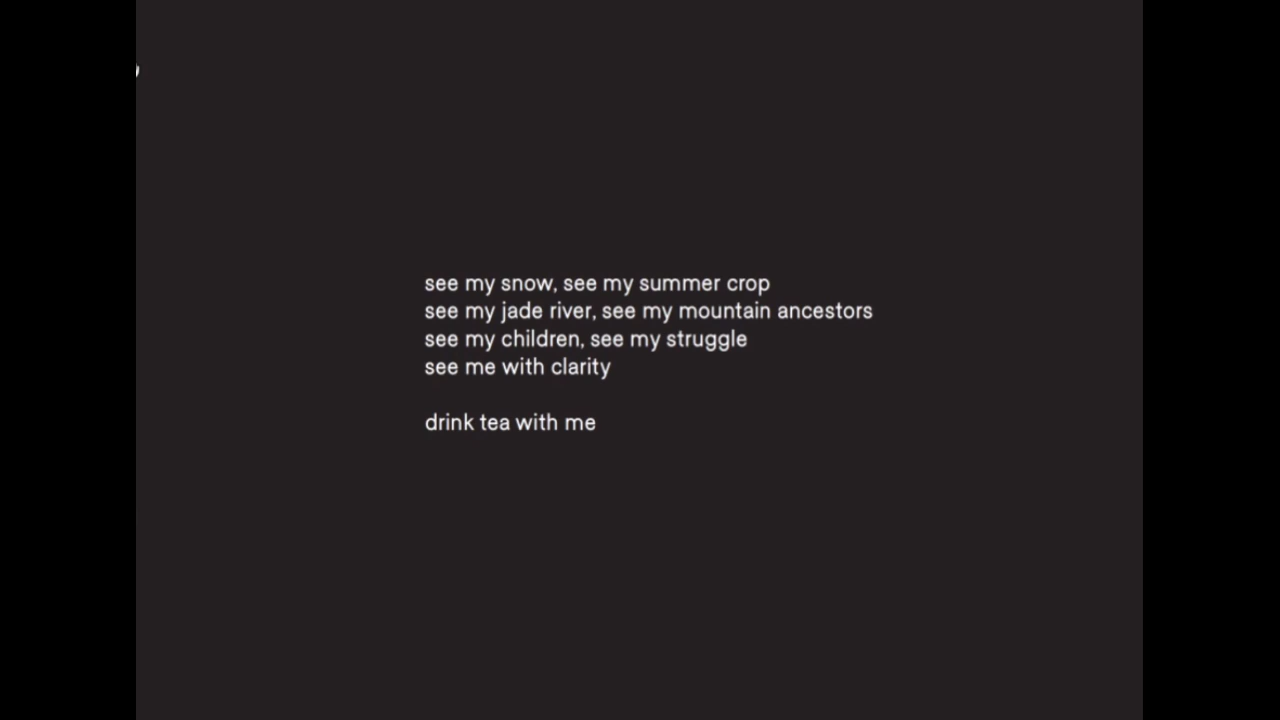 see my snow, see my summer crop
see my jade river, see my mountain ancestors
see my children, see my struggle
see me with clarity
drink tea with me